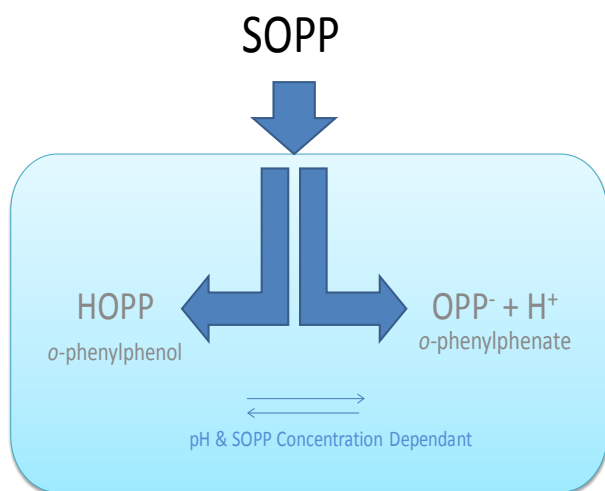 SOPP
HOPP
o-phenylphenol
OPP⁻ + H⁺
o-phenylphenate
pH & SOPP Concentration Dependant